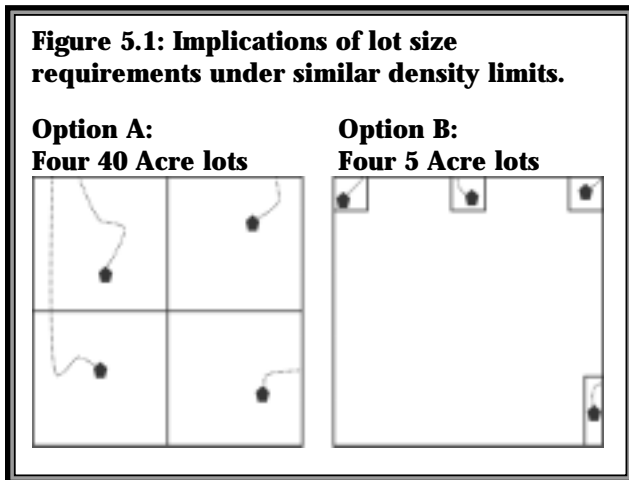 Figure 5.1: Implications of lot size
requirements under similar density limits.
Option A:
Four 40 Acre lots
Option B:
Four 5 Acre lots